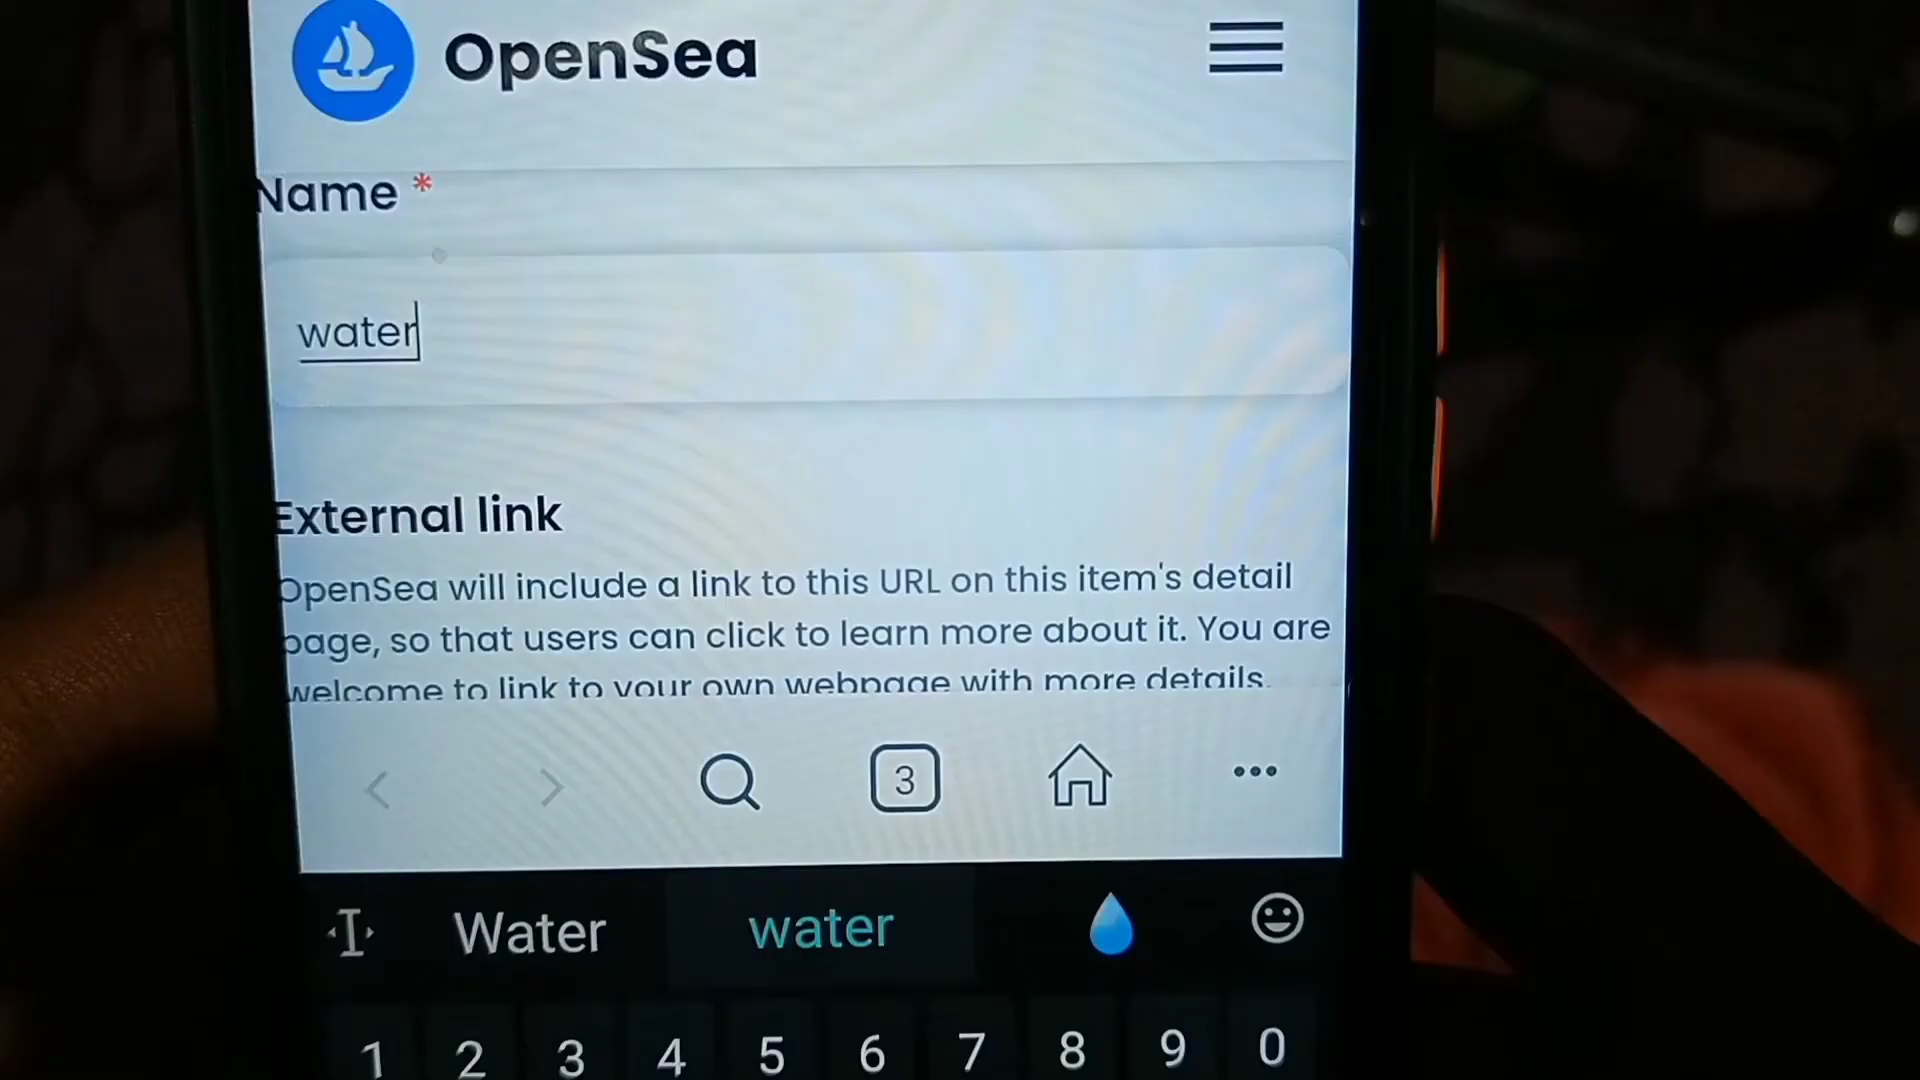 OpenSea
Name *
water
External link
OpenSea will include a link to this URL on this item's detail
page, so that users can click to learn more about it. You are
welcome to link to your own webpage with more details.
3
Water water
1 2 3 4 5 6 7 8 9 0